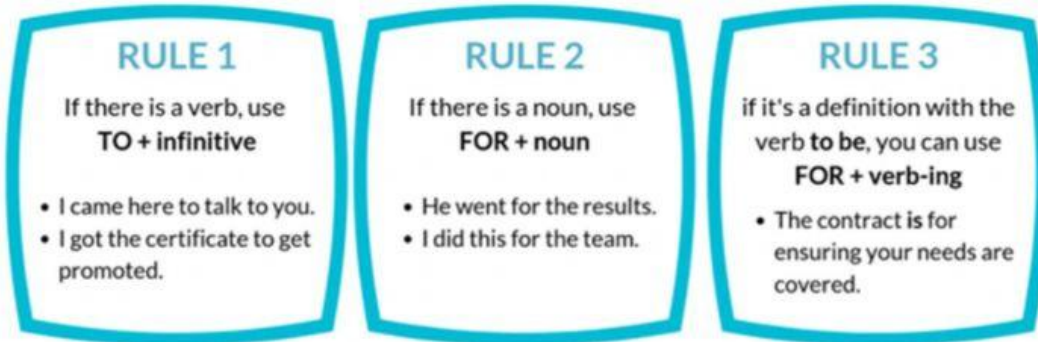 RULE 1
If there is a verb, use
TO + infinitive
• I came here to talk to you.
• I got the certificate to get
promoted.
RULE 2
If there is a noun, use
FOR + noun
• He went for the results.
• I did this for the team.
RULE 3
if it's a definition with the
verb to be, you can use
FOR + verb-ing
• The contract is for
ensuring your needs are
covered.